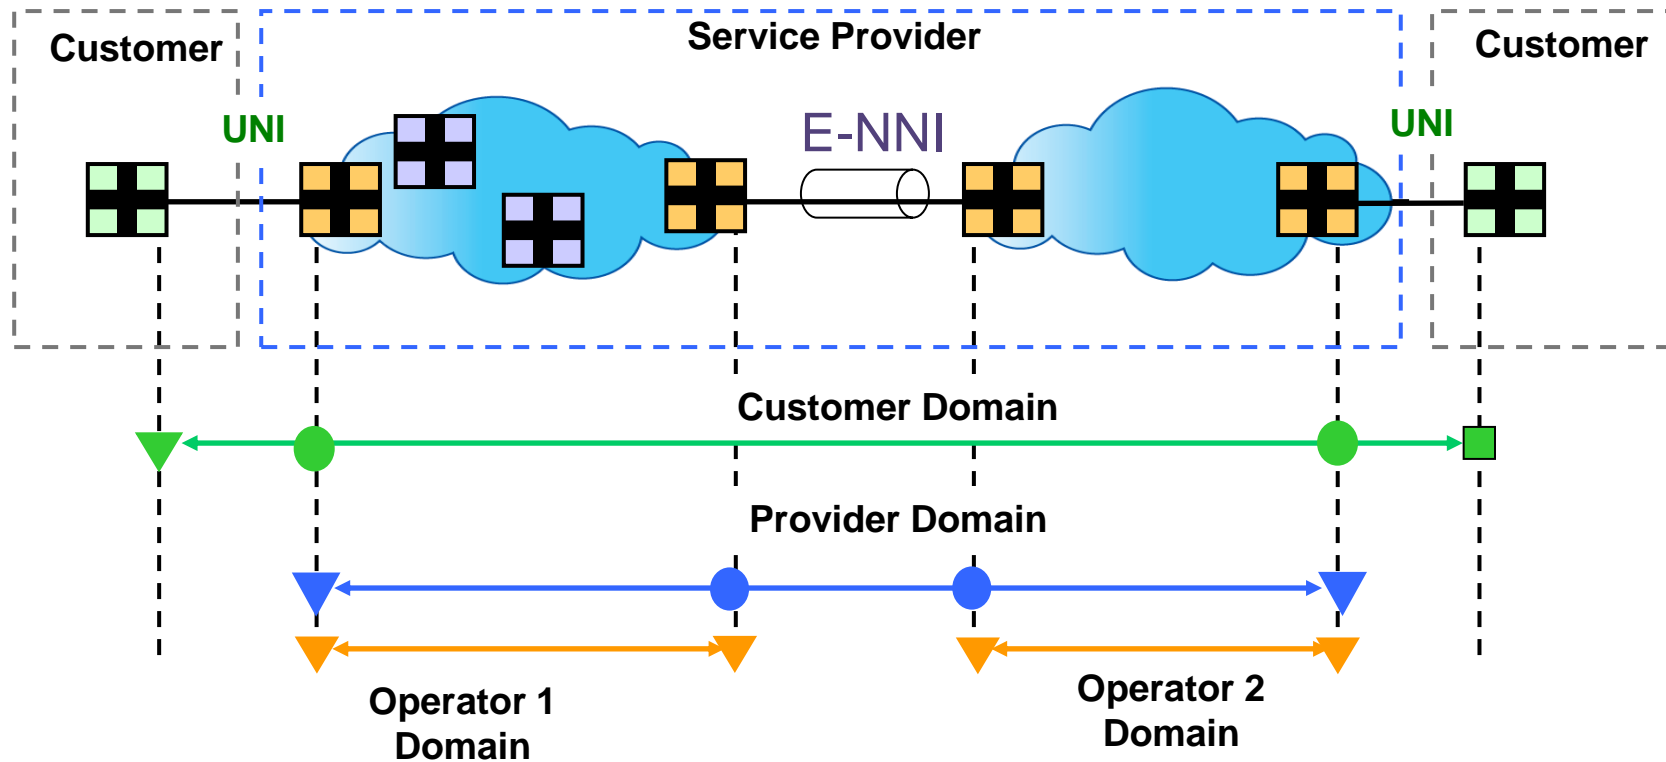 Customer
Service Provider
Customer
UNI
E-NNI
UNI
Customer Domain
Provider Domain
Operator 1
Domain
Operator 2
Domain